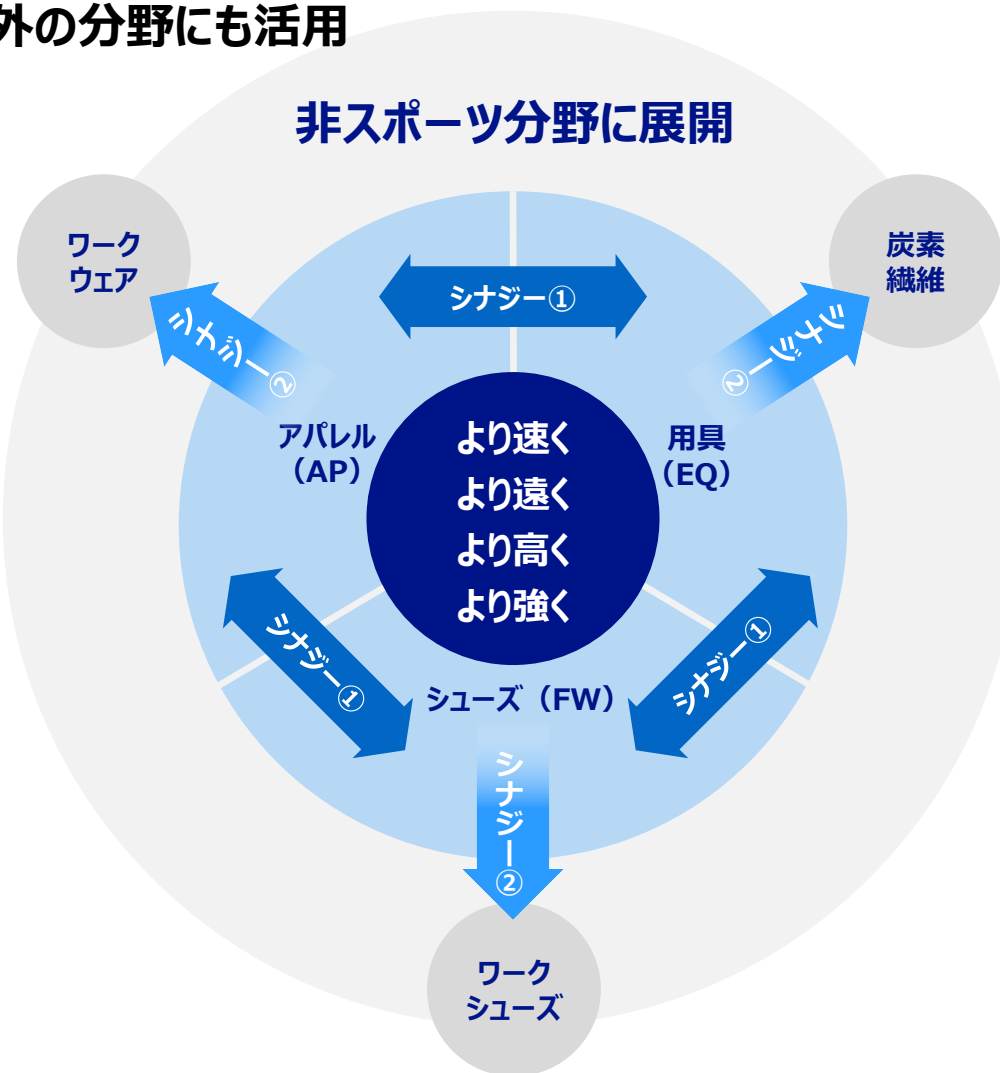 外の分野にも活用
非スポーツ分野に展開
ワーク
ウェア
炭素
繊維
シナジー①
シナジー②
シナジー②
アパレル
（AP）
より速く
より遠く
より高く
より強く
用具
（EQ）
シナジー①
シナジー①
シューズ（FW）
シナジー②
ワーク
シューズ